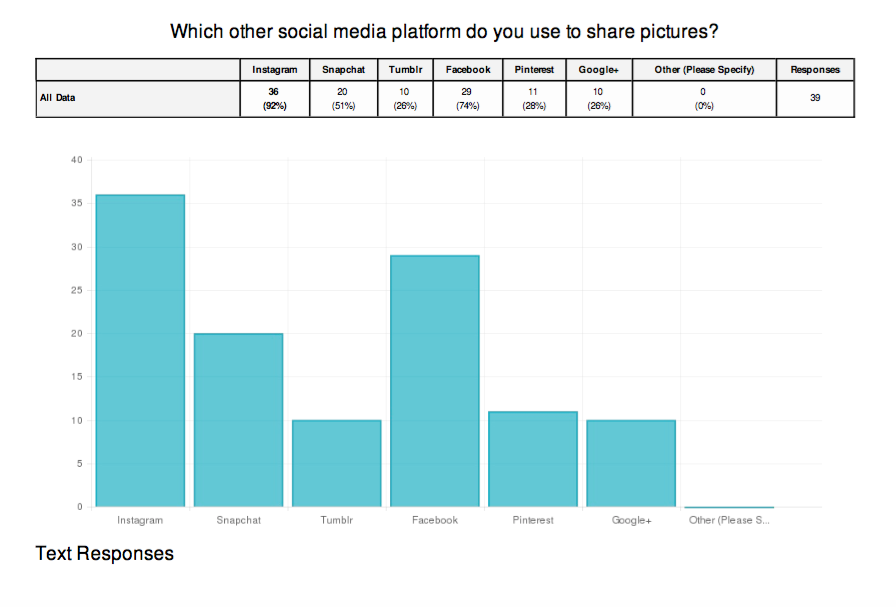 Which other social media platform do you use to share pictures?
Instagram Snapchat Tumblr Facebook Pinterest Google+ Other (Please Specify) Responses
All Data 36 20 10 29 11 10 0 39
(92%) (51%) (26%) (74%) (28%) (26%) (0%)
40
35
30
25
20
15
10
5
0
Instagram Snapchat Tumblr Facebook Pinterest Google+ Other (Please S...
Text Responses